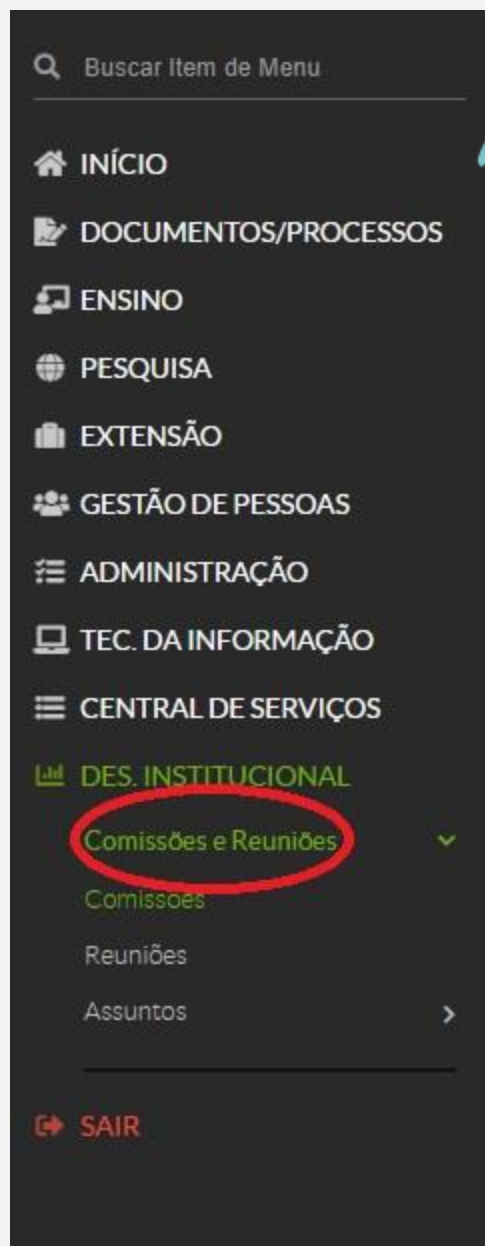 Buscar Item de Menu
INÍCIO
DOCUMENTOS/PROCESSOS
ENSINO
PESQUISA
EXTENSÃO
GESTÃO DE PESSOAS
ADMINISTRAÇÃO
TEC. DA INFORMAÇÃO
CENTRAL DE SERVIÇOS
DES. INSTITUCIONAL
Comissões e Reuniões
Comissões
Reuniões
Assuntos
SAIR